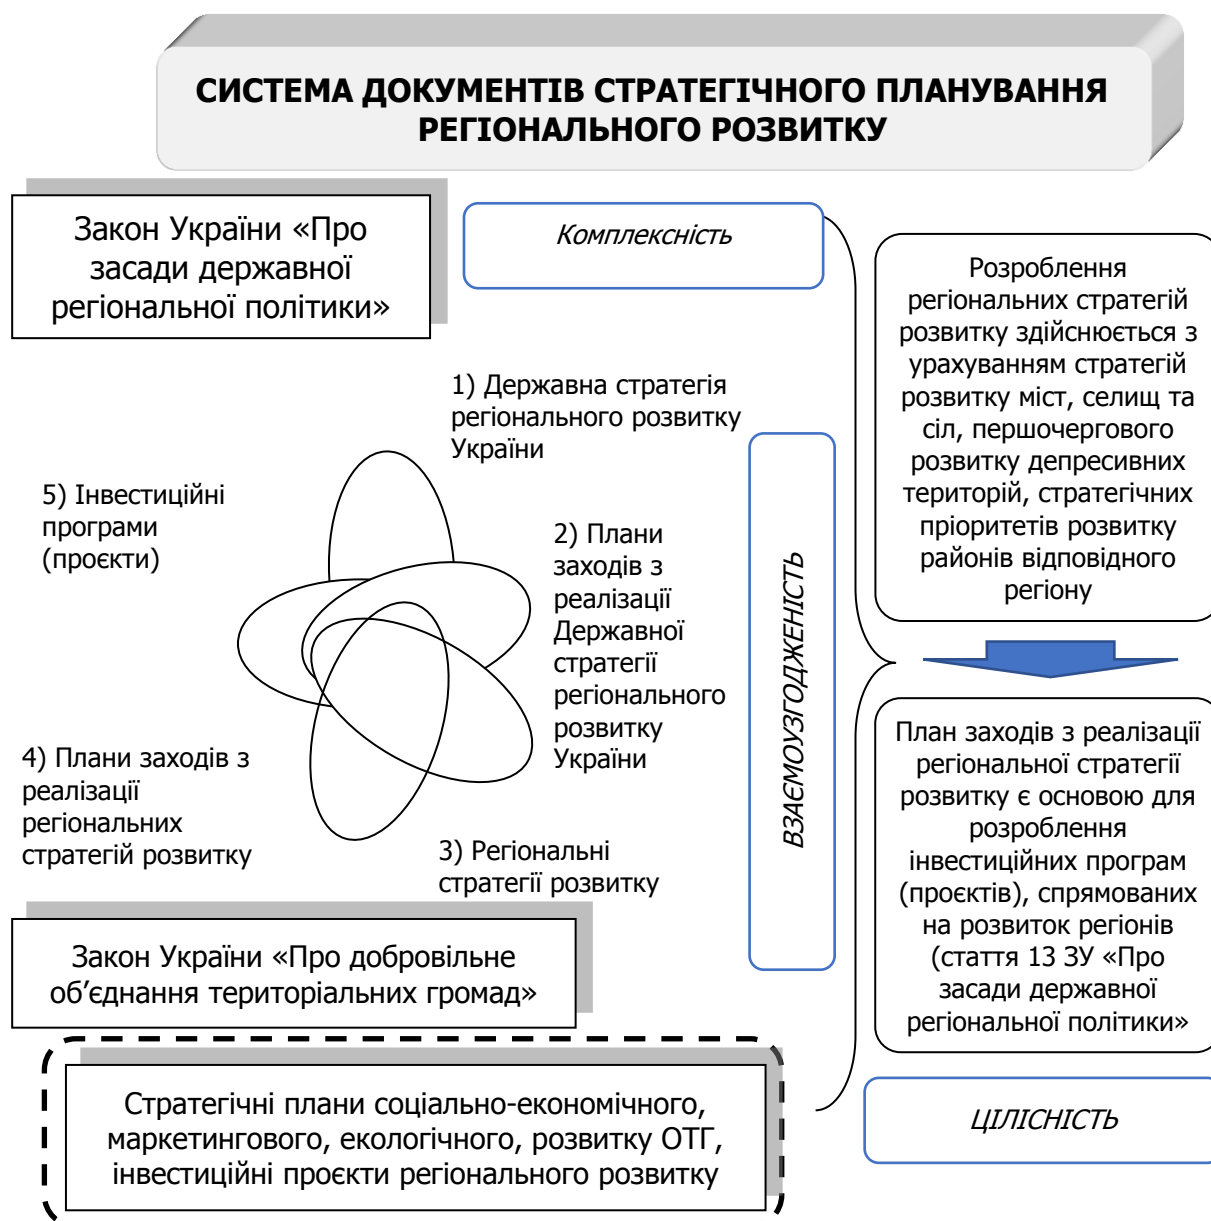 СИСТЕМА ДОКУМЕНТІВ СТРАТЕГІЧНОГО ПЛАНУВАННЯ
РЕГІОНАЛЬНОГО РОЗВИТКУ
Закон України «Про
засади державної
регіональної політики»
Комплексність
1) Державна стратегія
регіонального розвитку
України
5) Інвестиційні
програми
(проєкти)
2) Плани
заходів з
реалізації
Державної
стратегії
регіонального
розвитку
України
4) Плани заходів з
реалізації
регіональних
стратегій розвитку
3) Регіональні
стратегії розвитку
ВЗАЄМОУЗГОДЖЕНІСТЬ
Розроблення
регіональних стратегій
розвитку здійснюється з
урахуванням стратегій
розвитку міст, селищ та
сіл, першочергового
розвитку депресивних
територій, стратегічних
пріоритетів розвитку
районів відповідного
регіону
План заходів з реалізації
регіональної стратегії
розвитку є основою для
розроблення
інвестиційних програм
(проєктів), спрямованих
на розвиток регіонів
(стаття 13 ЗУ «Про
засади державної
регіональної політики»
Закон України «Про добровільне
об’єднання територіальних громад»
Стратегічні плани соціально-економічного,
маркетингового, екологічного, розвитку ОТГ,
інвестиційні проєкти регіонального розвитку
ЦІЛІСНІСТЬ